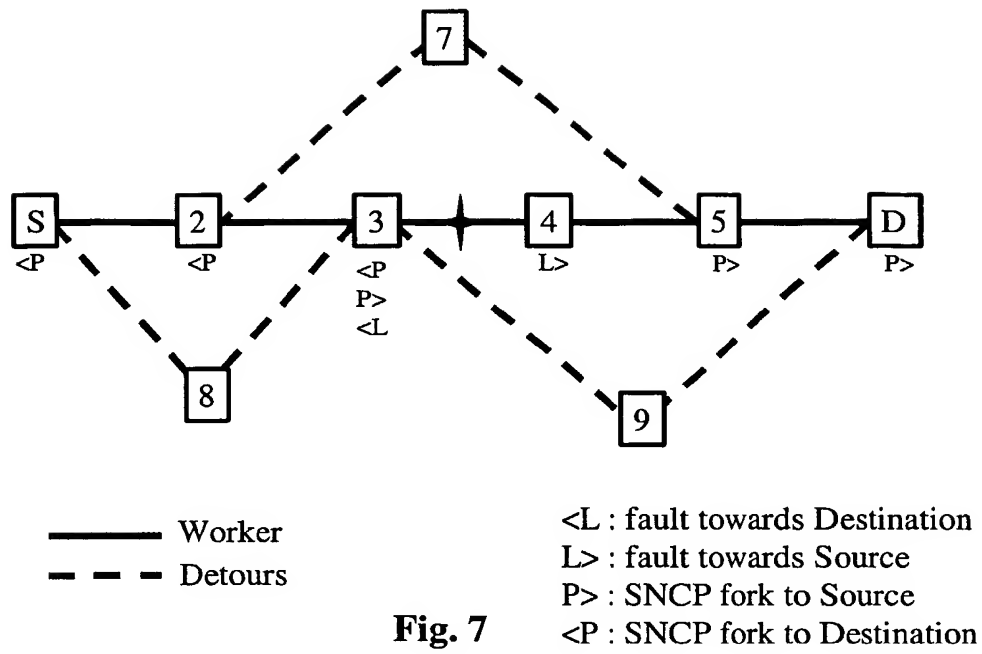 7
S 2 3 4 5 D
<P <P <P L> P> P>
P>
<L
8
9
Worker
Detours
<L : fault towards Destination
L> : fault towards Source
P> : SNCP fork to Source
<P : SNCP fork to Destination
Fig. 7